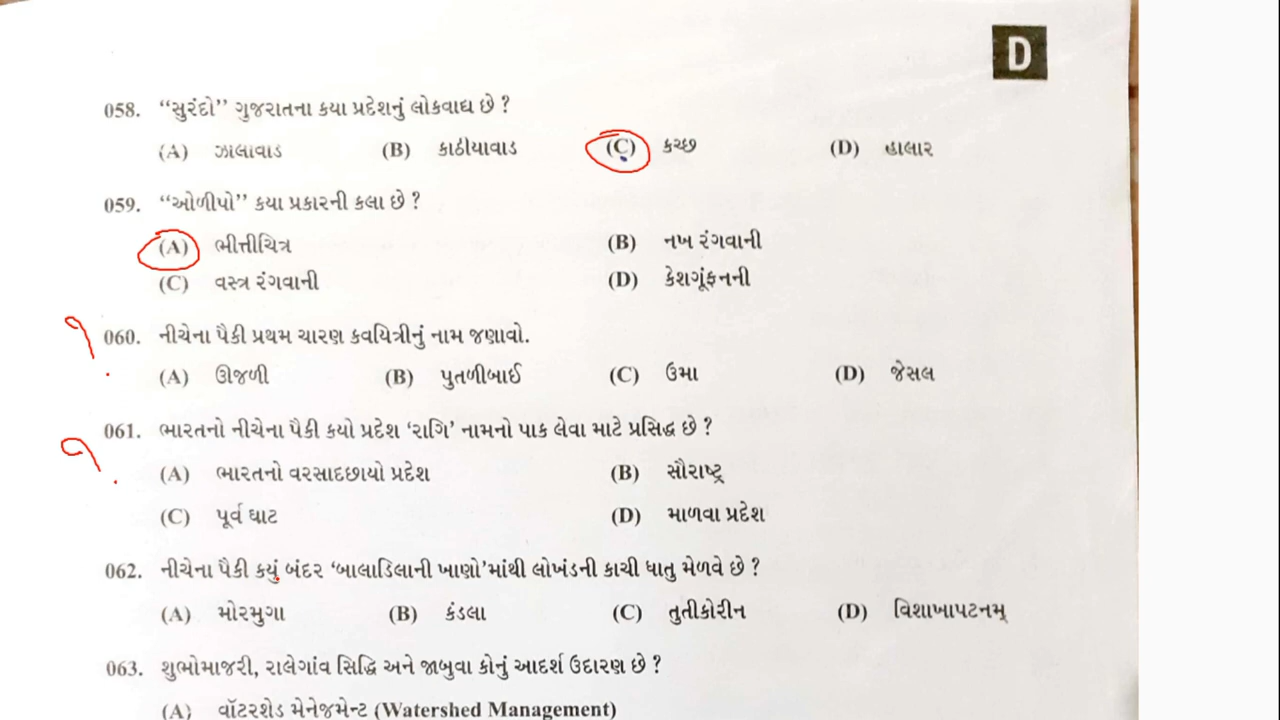 D
058. “સુરંદો” ગુજરાતના કયા પ્રદેશનું લોકવાદ્ય છે ?
(A) ઝાલાવાડ (B) કાઠીયાવાડ (C) કચ્છ (D) હાલાર
059. “ઓળીપો” કયા પ્રકારની કલા છે ?
(A) ભીત્તીચિત્ર (B) નખ રંગવાની
(C) વસ્ત્ર રંગવાની (D) કેશગૂંફનની
060. નીચેના પૈકી પ્રથમ ચારણ કવયિત્રીનું નામ જણાવો.
(A) ઊજળી (B) પુતળીબાઈ (C) ઉમા (D) જેસલ
061. ભારતનો નીચેના પૈકી કયો પ્રદેશ ‘રાગિ’ નામનો પાક લેવા માટે પ્રસિદ્ધ છે ?
(A) ભારતનો વરસાદછાયો પ્રદેશ (B) સૌરાષ્ટ્ર
(C) પૂર્વ ઘાટ (D) માળવા પ્રદેશ
062. નીચેના પૈકી કયું બંદર ‘બાલાડિલાની ખાણો’માંથી લોખંડની કાચી ધાતુ મેળવે છે ?
(A) મોરમુગા (B) કંડલા (C) તુતીકોરીન (D) વિશાખાપટનમ્
063. શુભોમાજરી, રાલેગાંવ સિદ્ધિ અને જાબુવા કોનું આદર્શ ઉદારણ છે ?
(A) વૉટરશેડ મેનેજમેન્ટ (Watershed Management)